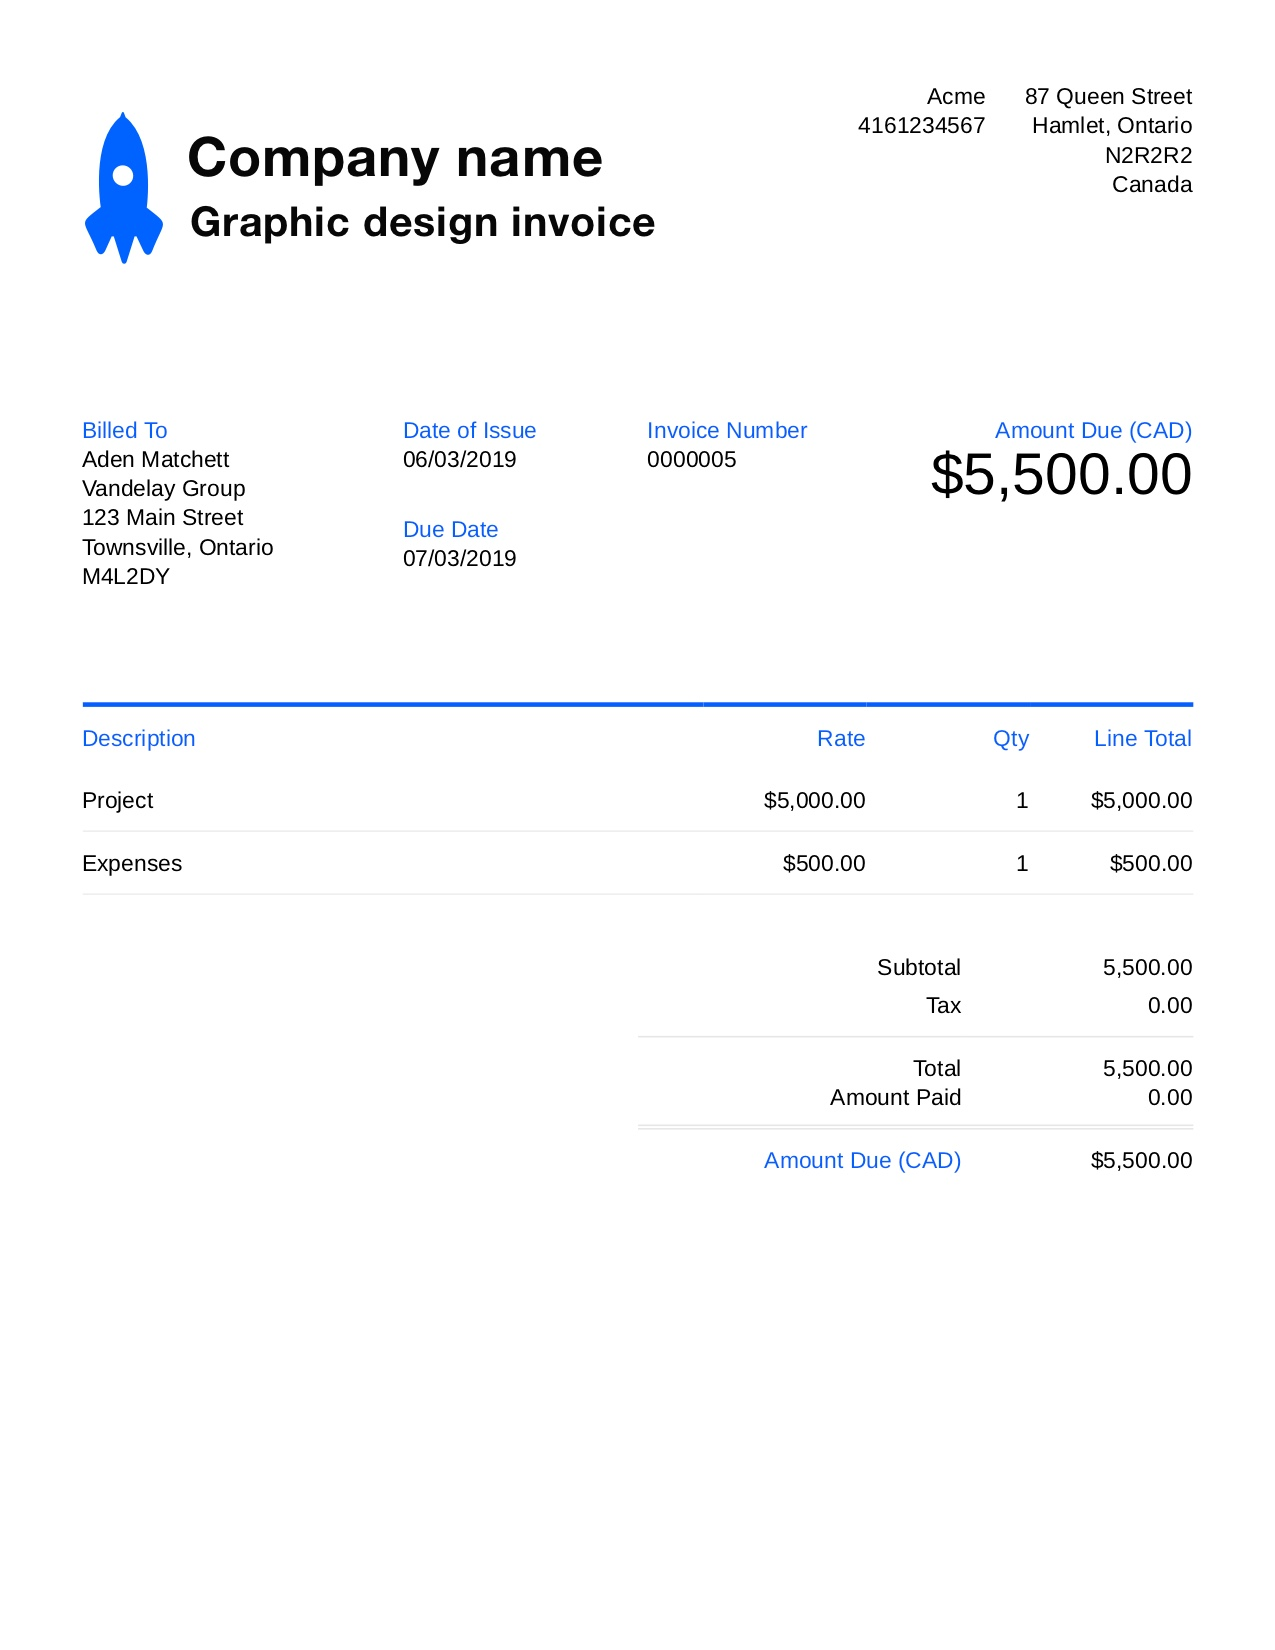 Acme 87 Queen Street
4161234567 Hamlet, Ontario
N2R2R2
Canada
Company name
Graphic design invoice
Billed To Date of Issue Invoice Number Amount Due (CAD)
Aden Matchett 06/03/2019 0000005 $5,500.00
Vandelay Group
123 Main Street
Due Date
Townsville, Ontario
07/03/2019
M4L2DY
Description Rate Qty Line Total
Project $5,000.00 1 $5,000.00
Expenses $500.00 1 $500.00
Subtotal 5,500.00
Tax 0.00
Total 5,500.00
Amount Paid 0.00
Amount Due (CAD) $5,500.00